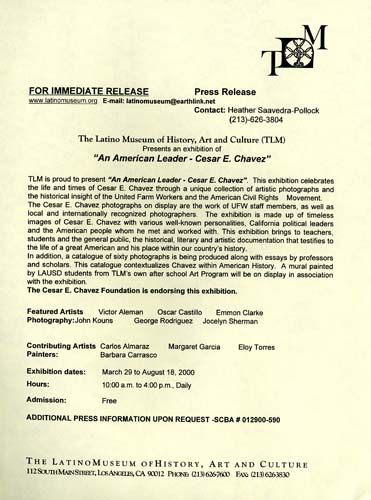 TLM
FOR IMMEDIATE RELEASE Press Release
www.latinomuseum.org E-mail: latinomuseum@earthlink.net
Contact: Heather Saavedra-Pollock
(213)-626-3804
The Latino Museum of History, Art and Culture (TLM)
Presents an exhibition of
"An American Leader - Cesar E. Chavez"
TLM is proud to present "An American Leader - Cesar E. Chavez". This exhibition celebrates
the life and times of Cesar E. Chavez through a unique collection of artistic photographs and
the historical insight of the United Farm Workers and the American Civil Rights Movement.
The Cesar E. Chavez photographs on display are the work of UFW staff members, as well as
local and internationally recognized photographers. The exhibition is made up of timeless
images of Cesar E. Chavez with various well-known personalities, California political leaders
and the American people whom he met and worked with. This exhibition brings to teachers,
students and the general public, the historical, literary and artistic documentation that testifies to
the life of a great American and his place within our country's history.
In addition, a catalogue of sixty photographs is being produced along with essays by professors
and scholars. This catalogue contextualizes Chavez within American History. A mural painted
by LAUSD students from TLM's own after school Art Program will be on display in association
with the exhibition.
The Cesar E. Chavez Foundation is endorsing this exhibition.
Featured Artists Victor Aleman Oscar Castillo Emmon Clarke
Photography: John Kouns George Rodriguez Jocelyn Sherman
Contributing Artists Carlos Almaraz Margaret Garcia Eloy Torres
Painters: Barbara Carrasco
Exhibition dates: March 29 to August 18, 2000
Hours: 10:00 a.m. to 4:00 p.m., Daily
Admission: Free
ADDITIONAL PRESS INFORMATION UPON REQUEST -SCBA # 012900-590
THE LATINO MUSEUM OF HISTORY, ART AND CULTURE
112 SOUTH MAIN STREET, LOS ANGELES, CA 90012 PHONE: (213) 626-7600 FAX: (213) 626-3830